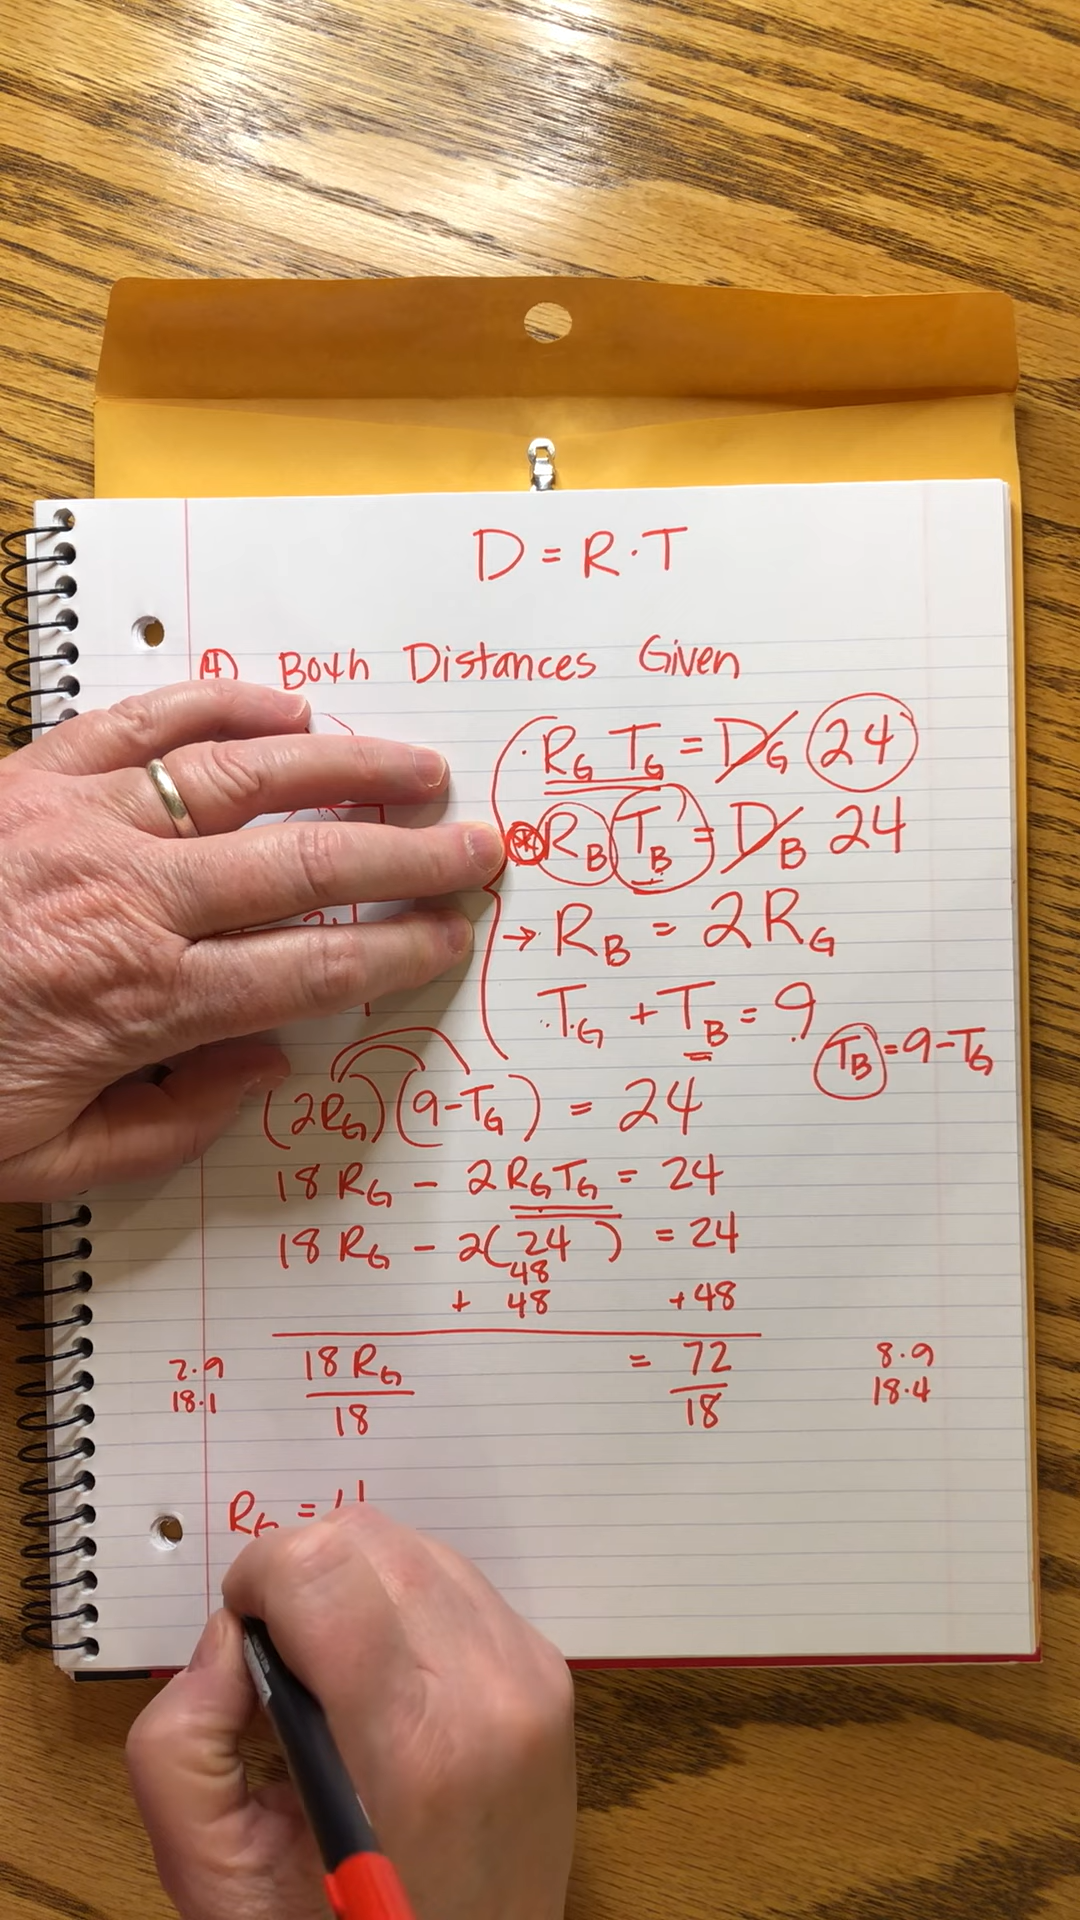 D = R · T
④ Both Distances Given
R_G T_G = D_G 24
R_B T_B = D_B 24
→ R_B = 2R_G
T_G + T_B = 9
T_B = 9 - T_G
(2R_G)(9 - T_G) = 24
18 R_G - 2R_G T_G = 24
18 R_G - 2(24) = 24
48
+ 48 +48
2·9 18 R_G = 72 8·9
18·1 18 18 18·4
R_G = 4